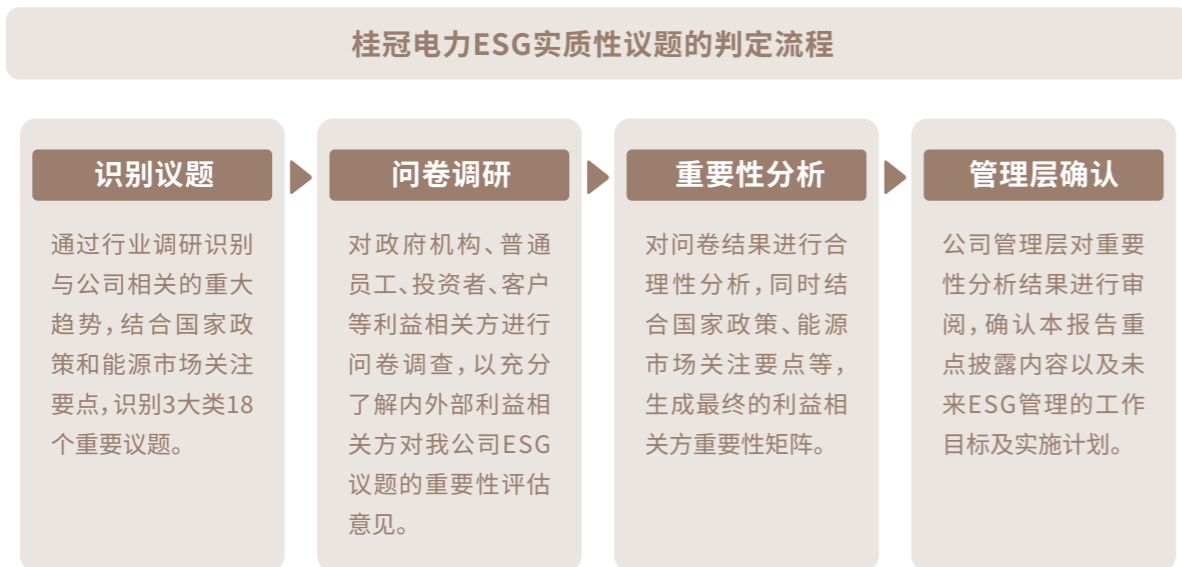 桂冠电力ESG实质性议题的判定流程
识别议题
通过行业调研识别
与公司相关的重大
趋势，结合国家政
策和能源市场关注
要点，识别3大类18
个重要议题。
问卷调研
对政府机构、普通
员工、投资者、客户
等利益相关方进行
问卷调查，以充分
了解内外部利益相
关方对我公司ESG
议题的重要性评估
意见。
重要性分析
对问卷结果进行合
理性分析，同时结
合国家政策、能源
市场关注要点等，
生成最终的利益相
关方重要性矩阵。
管理层确认
公司管理层对重要
性分析结果进行审
阅，确认本报告重
点披露内容以及未
来ESG管理的工作
目标及实施计划。